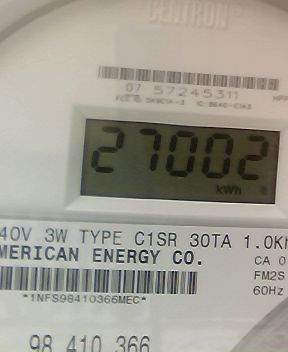 CENTRON
07 57245311
27002
kWh
40V 3W TYPE C1SR 30TA 1.0K
MERICAN ENERGY CO.
CA 0
FM2S
*1NFS98410366MEC*
60Hz
98 410 366